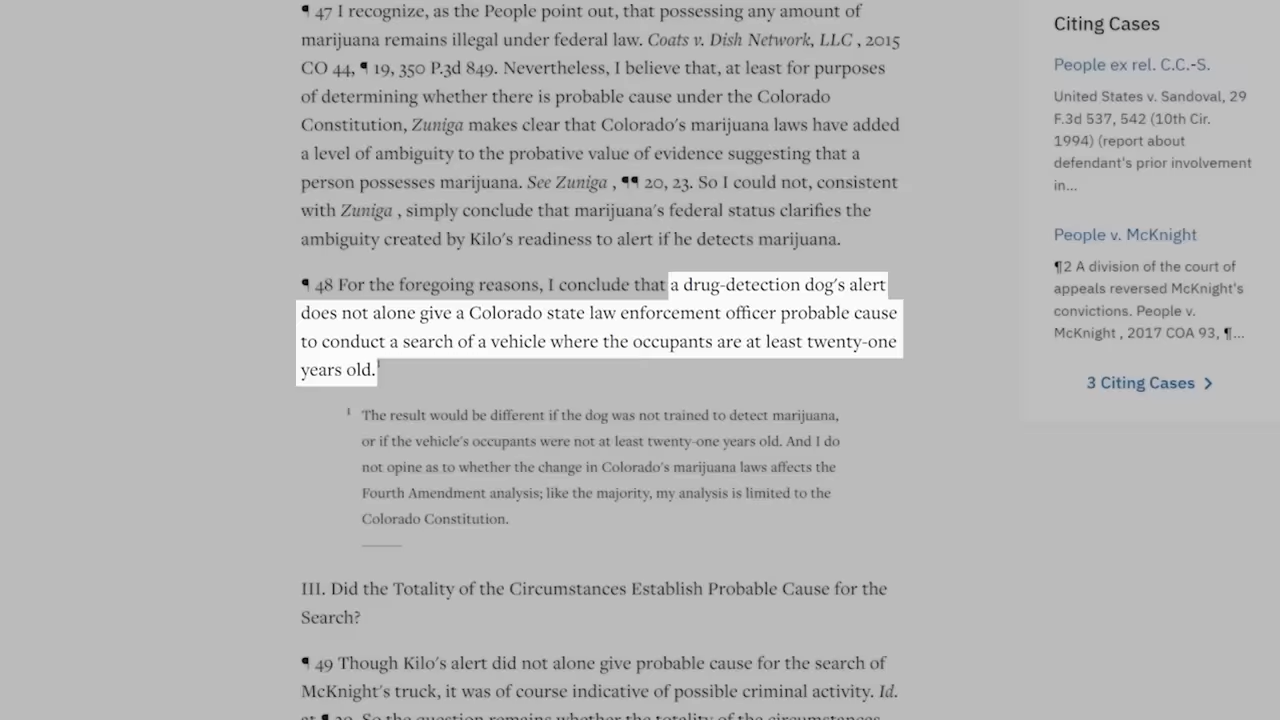 ¶ 47 I recognize, as the People point out, that possessing any amount of
marijuana remains illegal under federal law. Coats v. Dish Network, LLC , 2015
CO 44, ¶ 19, 350 P.3d 849. Nevertheless, I believe that, at least for purposes
of determining whether there is probable cause under the Colorado
Constitution, Zuniga makes clear that Colorado's marijuana laws have added
a level of ambiguity to the probative value of evidence suggesting that a
person possesses marijuana. See Zuniga , ¶¶ 20, 23. So I could not, consistent
with Zuniga , simply conclude that marijuana's federal status clarifies the
ambiguity created by Kilo's readiness to alert if he detects marijuana.
¶ 48 For the foregoing reasons, I conclude that a drug-detection dog's alert
does not alone give a Colorado state law enforcement officer probable cause
to conduct a search of a vehicle where the occupants are at least twenty-one
years old.1
1 The result would be different if the dog was not trained to detect marijuana,
or if the vehicle's occupants were not at least twenty-one years old. And I do
not opine as to whether the change in Colorado's marijuana laws affects the
Fourth Amendment analysis; like the majority, my analysis is limited to the
Colorado Constitution.
III. Did the Totality of the Circumstances Establish Probable Cause for the
Search?
¶ 49 Though Kilo's alert did not alone give probable cause for the search of
McKnight's truck, it was of course indicative of possible criminal activity. Id.
at ¶ 20. So the question remains whether the totality of the circumstances
Citing Cases
People ex rel. C.C.-S.
United States v. Sandoval, 29
F.3d 537, 542 (10th Cir.
1994) (report about
defendant's prior involvement
in...
People v. McKnight
¶2 A division of the court of
appeals reversed McKnight's
convictions. People v.
McKnight , 2017 COA 93, ¶...
3 Citing Cases